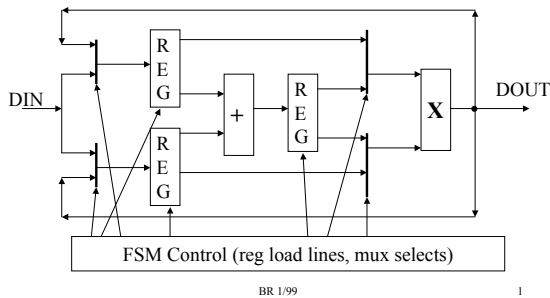 R
E
G
DIN
+
R
E
G
X
DOUT
R
E
G
FSM Control (reg load lines, mux selects)
BR 1/99
1